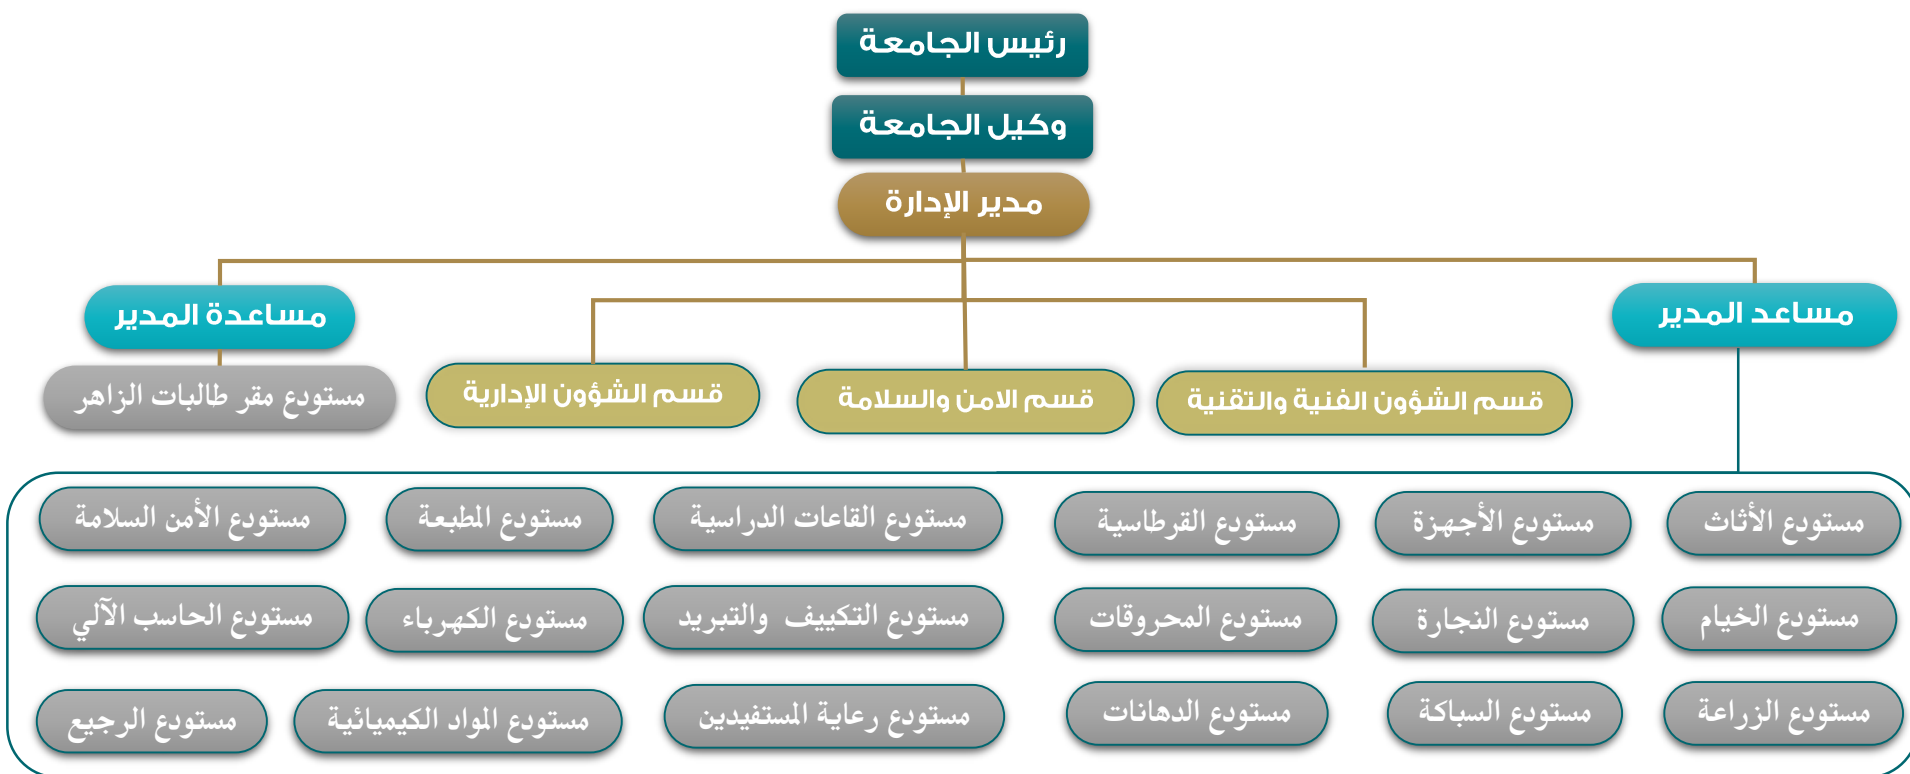 رئيس الجامعة
وكيل الجامعة
مدير الإدارة
مساعد المدير
مساعدة المدير
قسم الشؤون الفنية والتقنية
قسم الامن والسلامة
قسم الشؤون الإدارية
مستودع مقر طالبات الزاهر
مستودع الأثاث
مستودع الأجهزة
مستودع القرطاسية
مستودع القاعات الدراسية
مستودع المطبعة
مستودع الأمن السلامة
مستودع الخيام
مستودع النجارة
مستودع المحروقات
مستودع التكييف والتبريد
مستودع الكهرباء
مستودع الحاسب الآلي
مستودع الزراعة
مستودع السباكة
مستودع الدهانات
مستودع رعاية المستفيدين
مستودع المواد الكيميائية
مستودع الرجيع